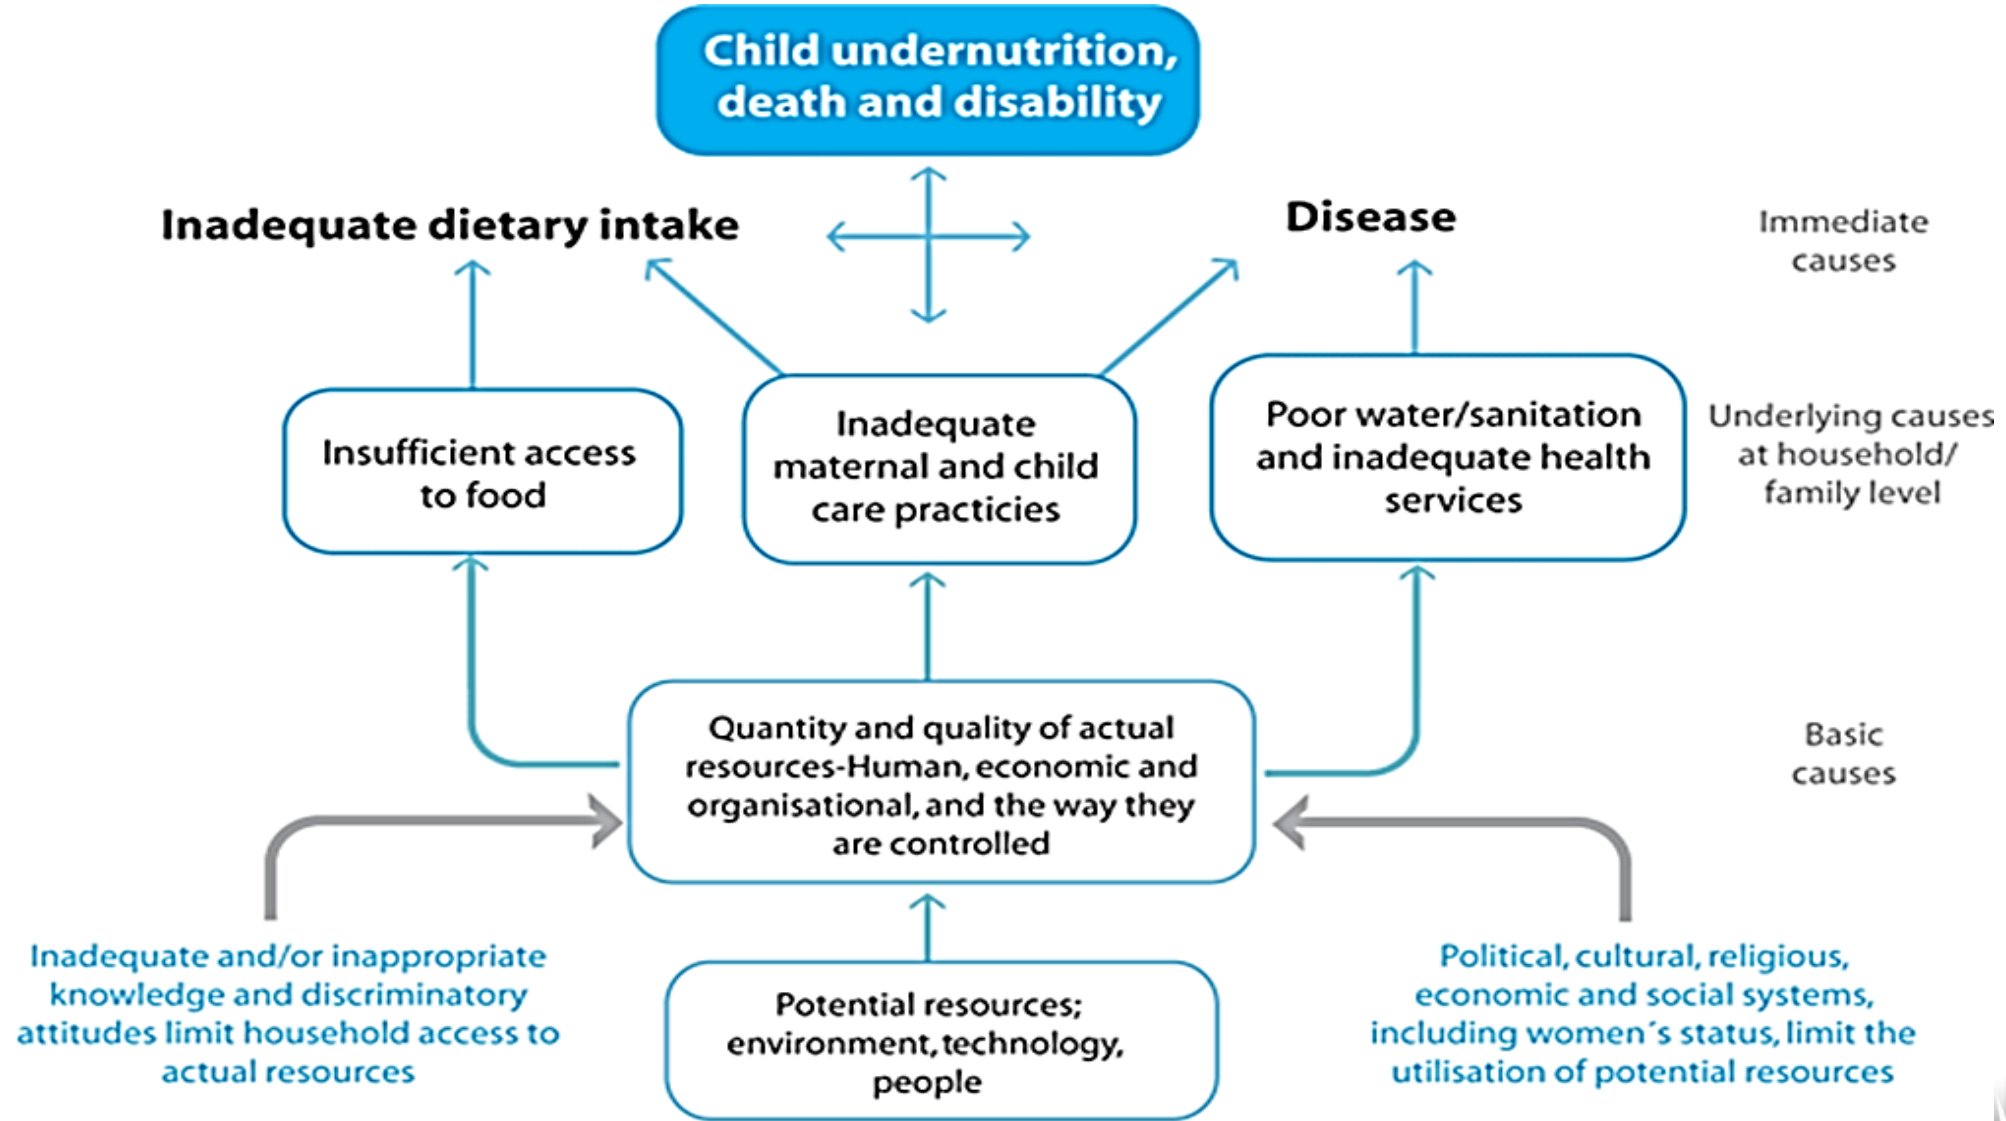 Child undernutrition,
death and disability
Inadequate dietary intake
Disease
Immediate
causes
Insufficient access
to food
Inadequate
maternal and child
care practicies
Poor water/sanitation
and inadequate health
services
Underlying causes
at household/
family level
Quantity and quality of actual
resources-Human, economic and
organisational, and the way they
are controlled
Basic
causes
Inadequate and/or inappropriate
knowledge and discriminatory
attitudes limit household access to
actual resources
Potential resources;
environment, technology,
people
Political, cultural, religious,
economic and social systems,
including women´s status, limit the
utilisation of potential resources